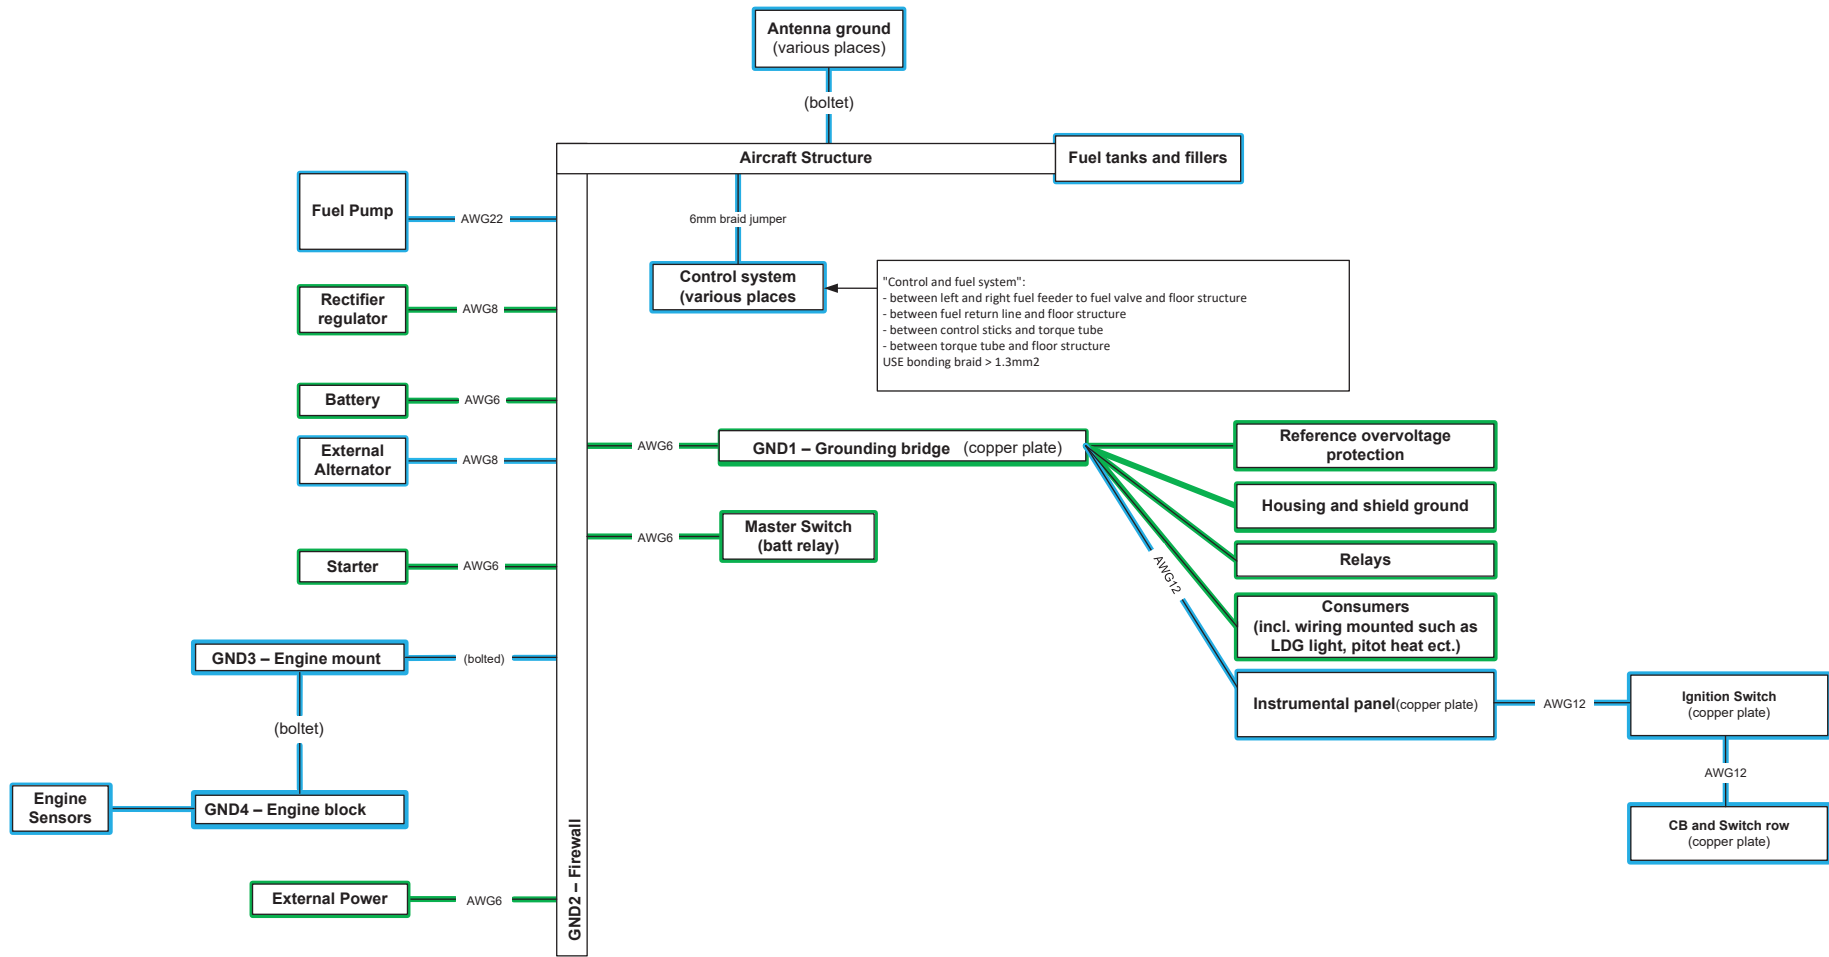 Antenna ground
(various places)
(boltet)
Aircraft Structure
Fuel tanks and fillers
Fuel Pump
AWG22
6mm braid jumper
Control system
(various places
"Control and fuel system":
- between left and right fuel feeder to fuel valve and floor structure
- between fuel return line and floor structure
- between control sticks and torque tube
- between torque tube and floor structure
USE bonding braid > 1.3mm2
Rectifier
regulator
AWG8
Battery
AWG6
External
Alternator
AWG8
AWG6
GND1 – Grounding bridge (copper plate)
Reference overvoltage
protection
Housing and shield ground
Master Switch
(batt relay)
AWG6
Relays
AWG12
Starter
AWG6
Consumers
(incl. wiring mounted such as
LDG light, pitot heat ect.)
GND3 – Engine mount
(bolted)
Instrumental panel(copper plate)
AWG12
Ignition Switch
(copper plate)
(boltet)
AWG12
Engine
Sensors
GND4 – Engine block
CB and Switch row
(copper plate)
GND2 – Firewall
External Power
AWG6